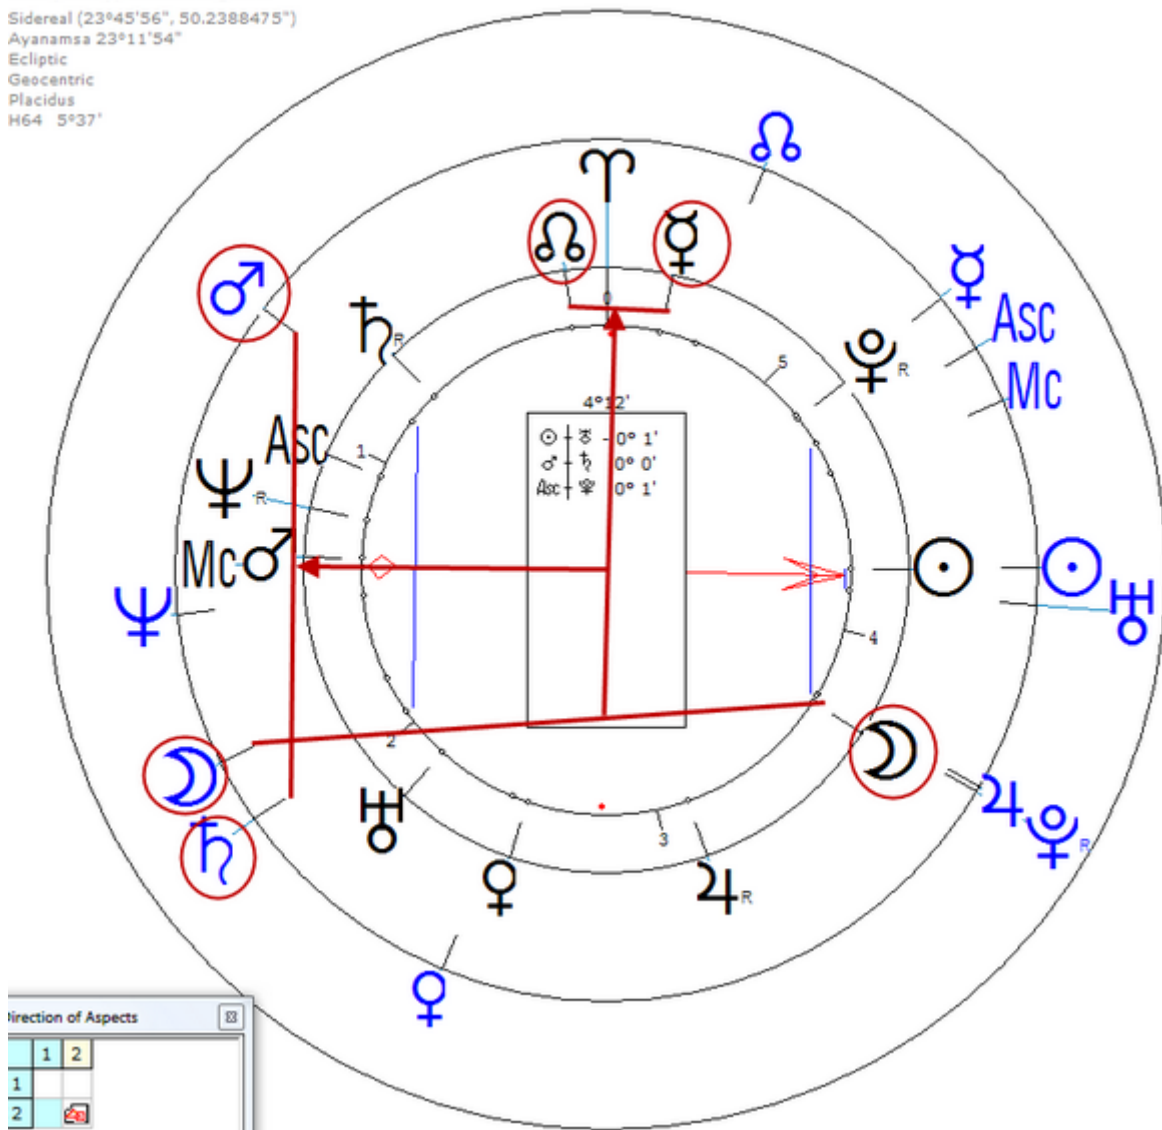 Sidereal (23°45'56", 50.2388475")
Ayanamsa 23°11'54"
Ecliptic
Geocentric
Placidus
H64 5°37'
☊
♈
☊ ☿
♂
☿
♄R
0
Asc
♇R
5
Mc
4°12'
☉ ♅ - 0° 1'
♂ ♄ 0° 0'
Asc ♆ 0° 1'
Asc
1
♆R
Mc ♂
☉ ☉
♆
♅
4
☽
2
☽
♄
♃ ♇R
♅
3
♀
♃R
♀
Direction of Aspects
1 2
1
2